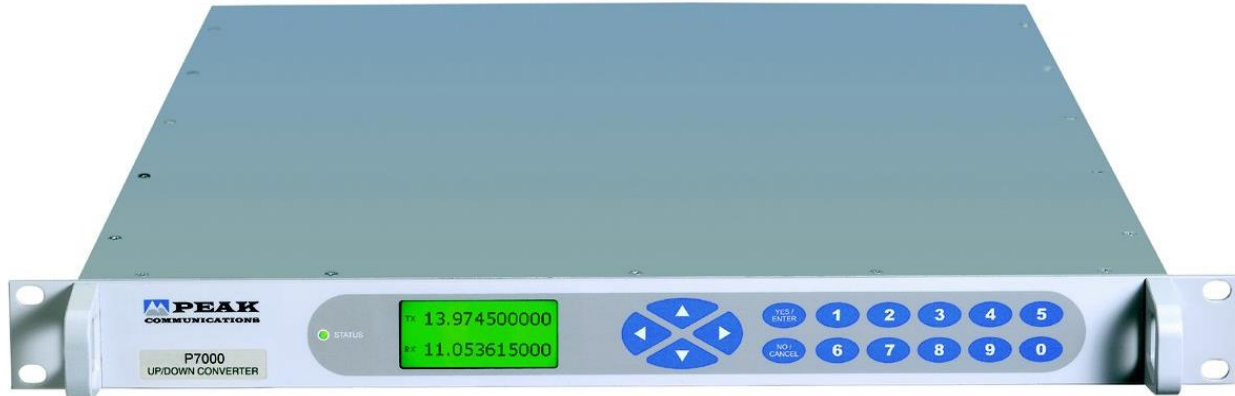 PEAK
COMMUNICATIONS
P7000
UP/DOWN CONVERTER
STATUS
TX 13.974500000
RX 11.053615000
YES / ENTER
1 2 3 4 5
NO / CANCEL
6 7 8 9 0